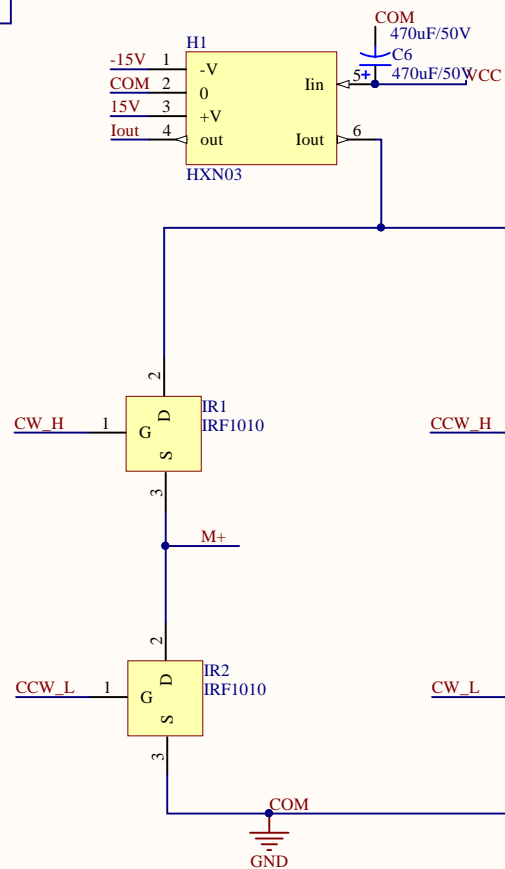 COM
470uF/50V
C6
470uF/50V
VCC
H1
-15V 1 -V
COM 2 0
15V 3 +V
Iout 4 out
Iin 5
Iout 6
HXN03
2
D
IR1
IRF1010
CW_H 1 G
S
3
CCW_H
M+
2
D
IR2
IRF1010
CCW_L 1 G
S
3
CW_L
COM
GND